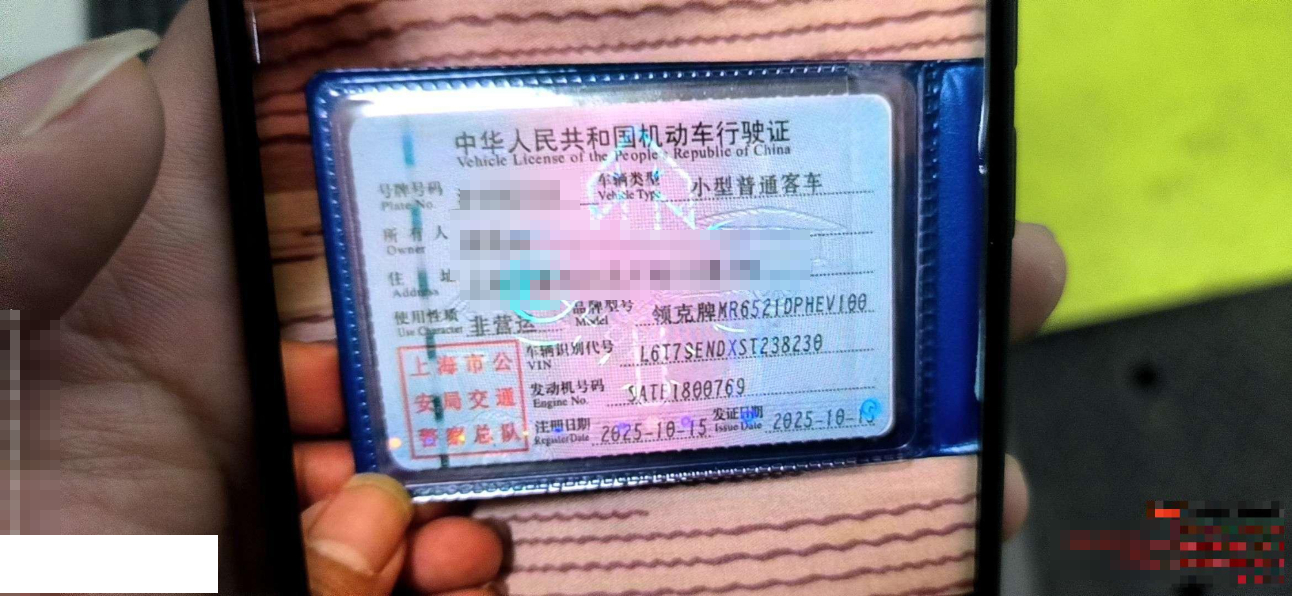 中华人民共和国机动车行驶证
Vehicle License of the People's Republic of China
号牌号码
Plate No.
车辆类型 小型普通客车
Vehicle Type
所有人
Owner
住址
Address
使用性质 非营运
Use Character
品牌型号 领克牌MR6521DPHEV100
Model
车辆识别代号 L6T79ENDXST238230
VIN
发动机号码
Engine No.
注册日期 2025-10-15
Register Date
发证日期 2025-10-15
Issue Date
上海市公
安局交通
警察总队